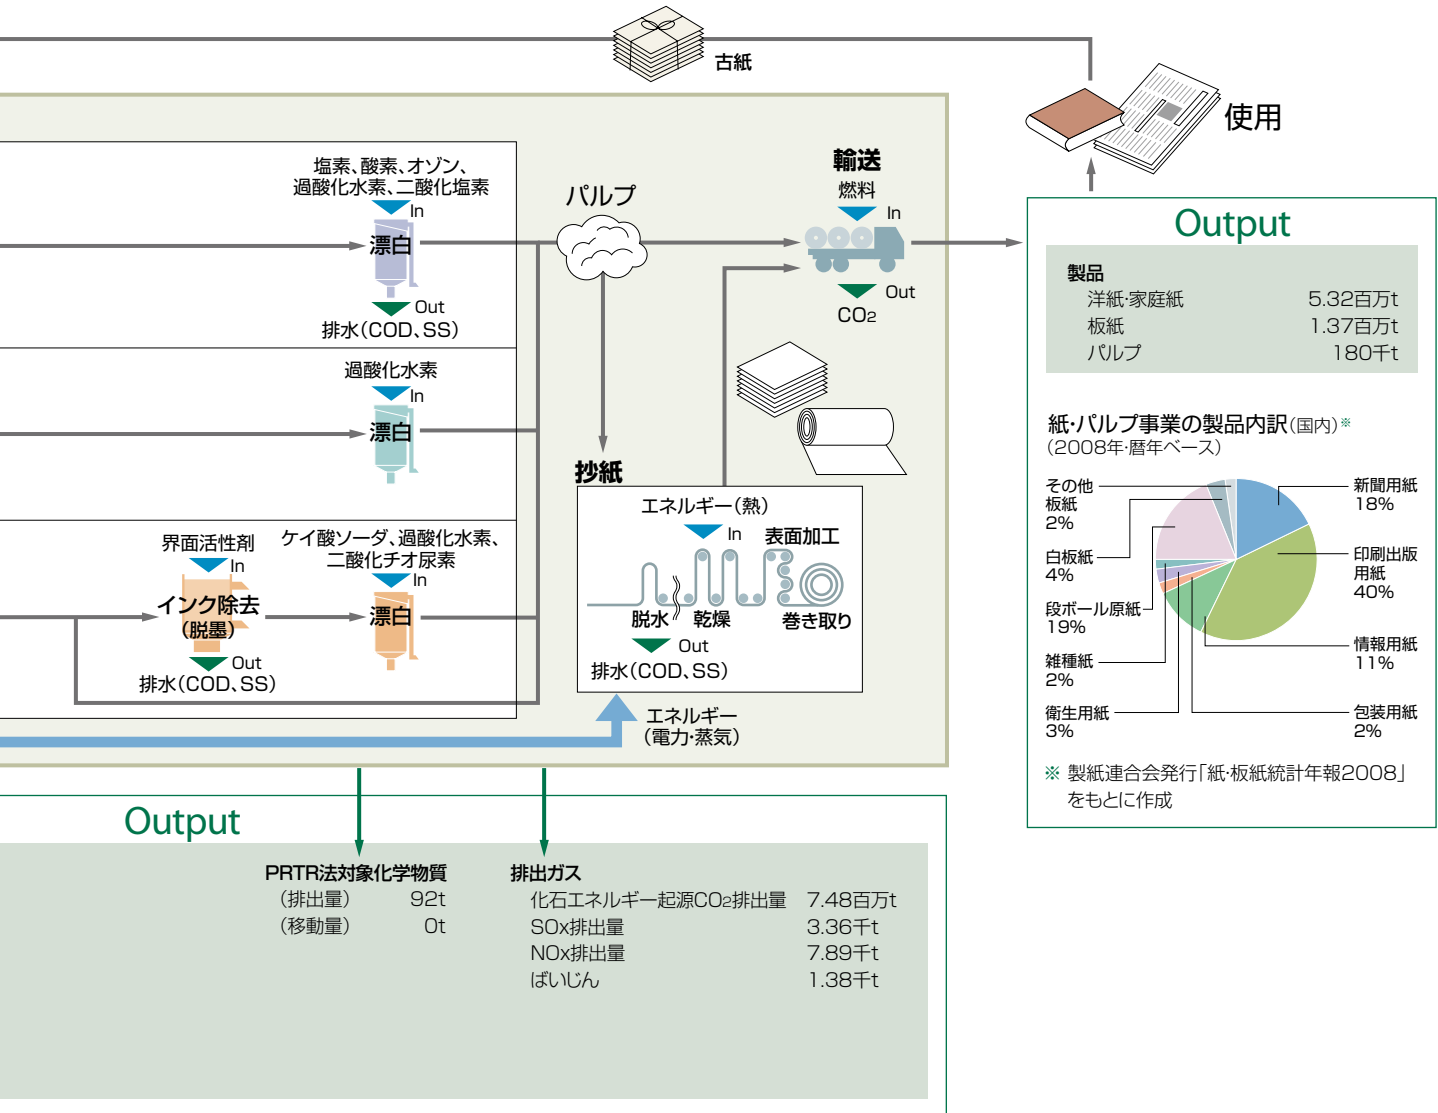 古紙
使用
塩素、酸素、オゾン、
過酸化水素、二酸化塩素
In
漂白
Out
排水(COD、SS)
過酸化水素
In
漂白
界面活性剤
In
インク除去
(脱墨)
Out
排水(COD、SS)
ケイ酸ソーダ、過酸化水素、
二酸化チオ尿素
In
漂白
パルプ
輸送
燃料
In
Out
CO2
抄紙
エネルギー(熱)
In
表面加工
脱水
乾燥
巻き取り
Out
排水(COD、SS)
エネルギー
(電力・蒸気)
Output
製品
洋紙・家庭紙 5.32百万t
板紙 1.37百万t
パルプ 180千t
紙・パルプ事業の製品内訳(国内)※
(2008年・暦年ベース)
その他
板紙
2%
白板紙
4%
段ボール原紙
19%
雑種紙
2%
衛生用紙
3%
新聞用紙
18%
印刷出版
用紙
40%
情報用紙
11%
包装用紙
2%
※ 製紙連合会発行「紙・板紙統計年報2008」
をもとに作成
Output
PRTR法対象化学物質
(排出量) 92t
(移動量) 0t
排出ガス
化石エネルギー起源CO2排出量 7.48百万t
SOx排出量 3.36千t
NOx排出量 7.89千t
ばいじん 1.38千t